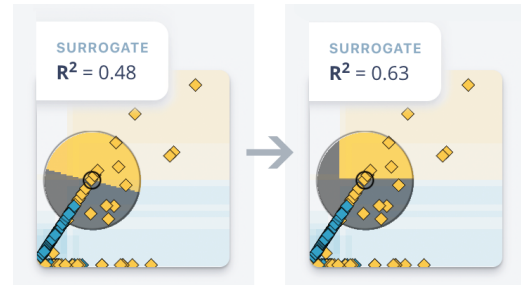 SURROGATE
R² = 0.48
SURROGATE
R² = 0.63